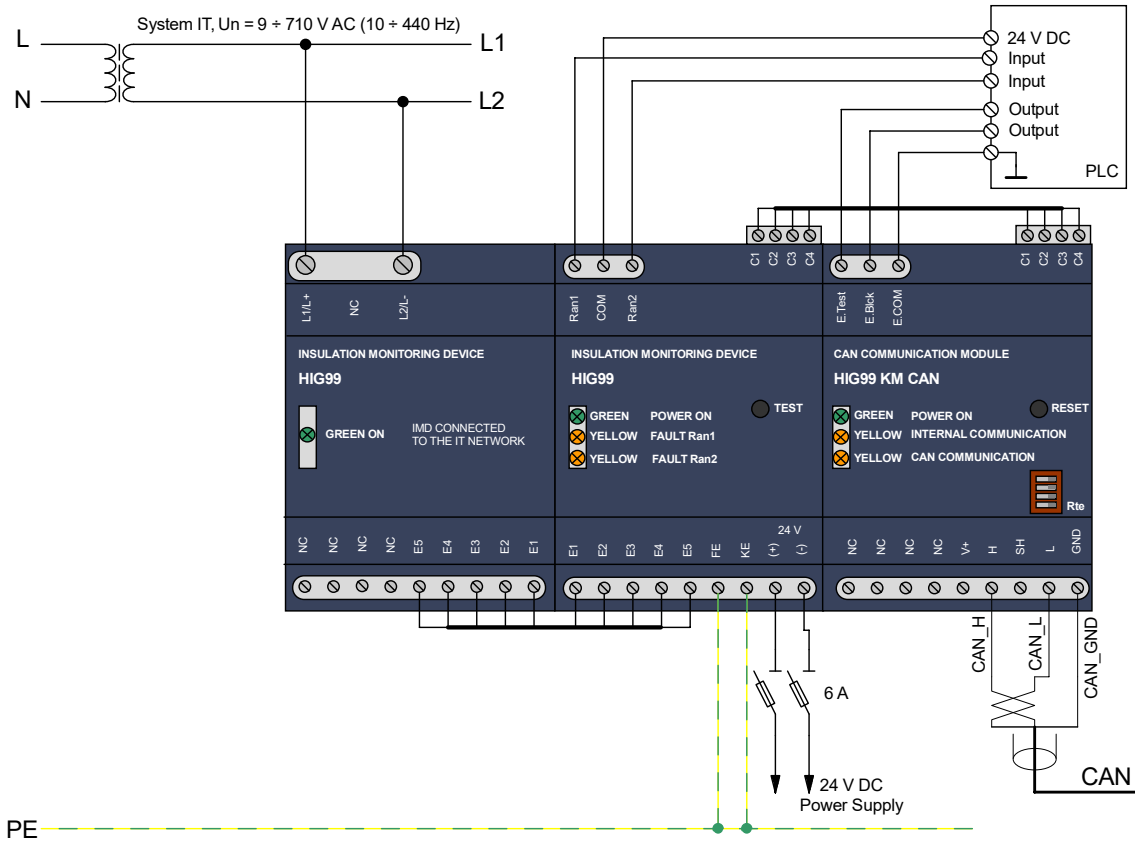 System IT, Un = 9 ÷ 710 V AC (10 ÷ 440 Hz)
L
L1
N
L2
24 V DC
Input
Input
Output
Output
PLC
C1
C2
C3
C4
C1
C2
C3
C4
L1/L+
NC
L2/L-
Ran1
COM
Ran2
E.Test
E.Blck
E.COM
INSULATION MONITORING DEVICE
HIG99
GREEN ON
IMD CONNECTED
TO THE IT NETWORK
INSULATION MONITORING DEVICE
HIG99
TEST
GREEN POWER ON
YELLOW FAULT Ran1
YELLOW FAULT Ran2
CAN COMMUNICATION MODULE
HIG99 KM CAN
RESET
GREEN POWER ON
YELLOW INTERNAL COMMUNICATION
YELLOW CAN COMMUNICATION
Rte
NC
NC
NC
NC
E5
E4
E3
E2
E1
24 V
E1
E2
E3
E4
E5
FE
KE
(+)
(-)
NC
NC
NC
NC
V+
H
SH
L
GND
CAN_H
CAN_L
CAN_GND
6 A
24 V DC
Power Supply
CAN
PE